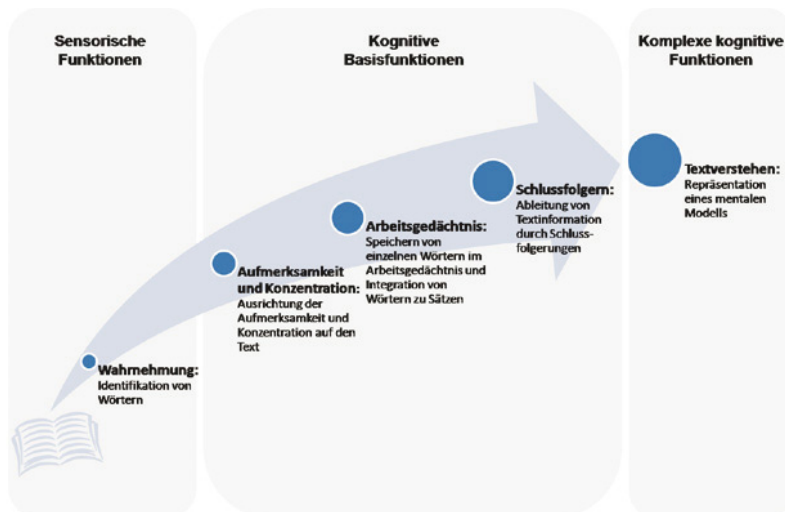 Sensorische
Funktionen
Kognitive
Basisfunktionen
Komplexe kognitive
Funktionen
Wahrnehmung:
Identifikation von
Wörtern
Aufmerksamkeit
und Konzentration:
Ausrichtung der
Aufmerksamkeit und
Konzentration auf den
Text
Arbeitsgedächtnis:
Speichern von
einzelnen Wörtern im
Arbeitsgedächtnis und
Integration von
Wörtern zu Sätzen
Schlussfolgern:
Ableitung von
Textinformation
durch Schluss-
folgerungen
Textverstehen:
Repräsentation
eines mentalen
Modells